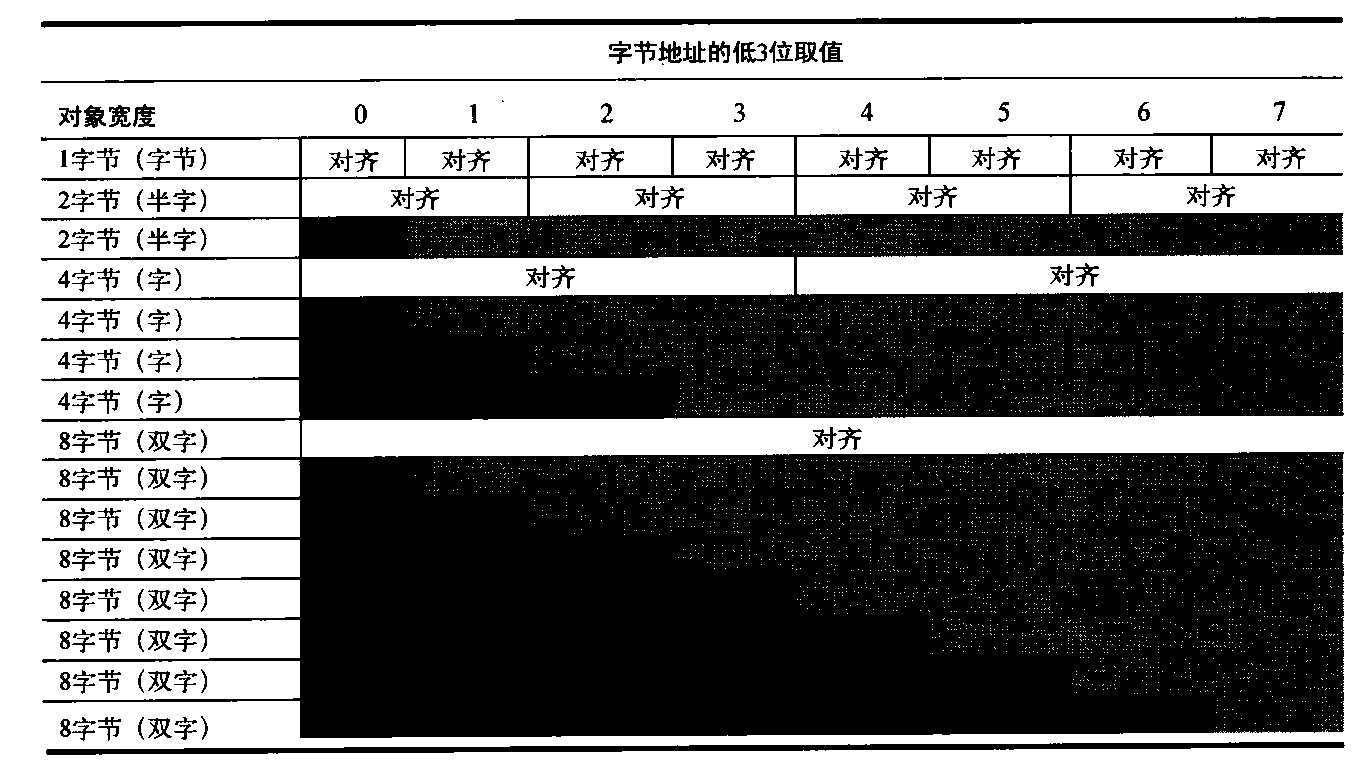 字节地址的低3位取值
对象宽度 0 1 2 3 4 5 6 7
1字节（字节） 对齐 对齐 对齐 对齐 对齐 对齐 对齐 对齐
2字节（半字） 对齐 对齐 对齐 对齐
2字节（半字）
4字节（字） 对齐 对齐
4字节（字）
4字节（字）
4字节（字）
8字节（双字） 对齐
8字节（双字）
8字节（双字）
8字节（双字）
8字节（双字）
8字节（双字）
8字节（双字）
8字节（双字）